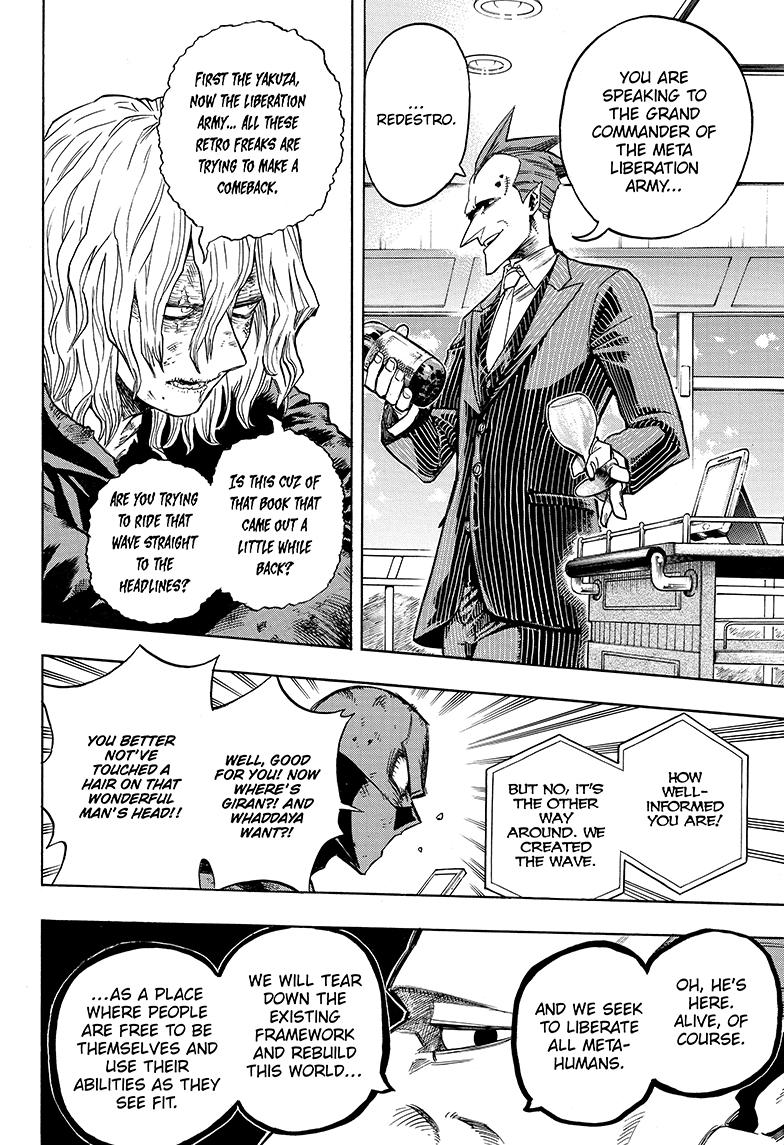 YOU ARE
SPEAKING TO
THE GRAND
COMMANDER OF
THE META
LIBERATION
ARMY...
...
REDESTRO.
FIRST THE YAKUZA,
NOW THE LIBERATION
ARMY... ALL THESE
RETRO FREAKS ARE
TRYING TO MAKE A
COMEBACK.
IS THIS CUZ OF
THAT BOOK THAT
CAME OUT A
LITTLE WHILE
BACK?
ARE YOU TRYING
TO RIDE THAT
WAVE STRAIGHT
TO THE
HEADLINES?
HOW
WELL-
INFORMED
YOU ARE!
BUT NO, IT'S
THE OTHER
WAY
AROUND. WE
CREATED
THE WAVE.
WELL, GOOD
FOR YOU! NOW
WHERE'S
GIRAN?! AND
WHADDAYA
WANT?!
YOU BETTER
NOT'VE
TOUCHED A
HAIR ON THAT
WONDERFUL
MAN'S HEAD!!
OH, HE'S
HERE.
ALIVE, OF
COURSE.
AND WE SEEK
TO LIBERATE
ALL META-
HUMANS.
WE WILL TEAR
DOWN THE
EXISTING
FRAMEWORK
AND REBUILD
THIS WORLD...
...AS A PLACE
WHERE PEOPLE
ARE FREE TO BE
THEMSELVES AND
USE THEIR
ABILITIES AS THEY
SEE FIT.